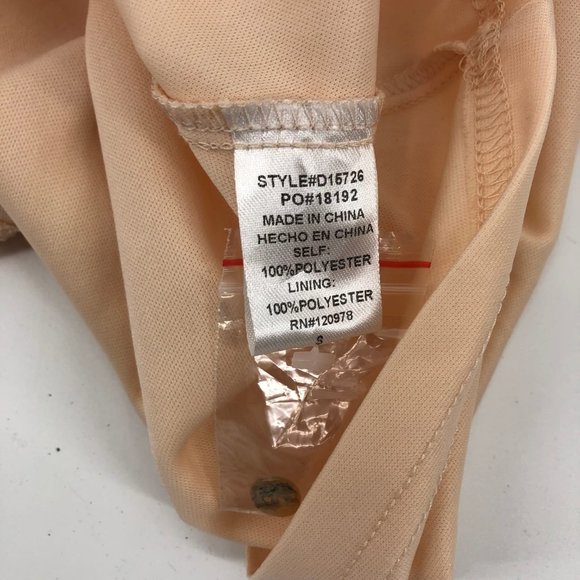 STYLE#D15726
PO#18192
MADE IN CHINA
HECHO EN CHINA
SELF:
100%POLYESTER
LINING:
100%POLYESTER
RN#120978
S